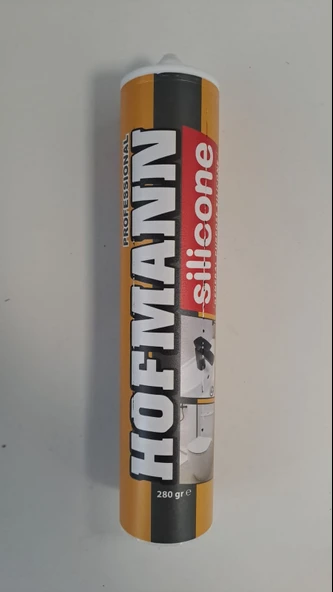 PROFESSIONAL
HOFMANN
silicone
280 gr ℮